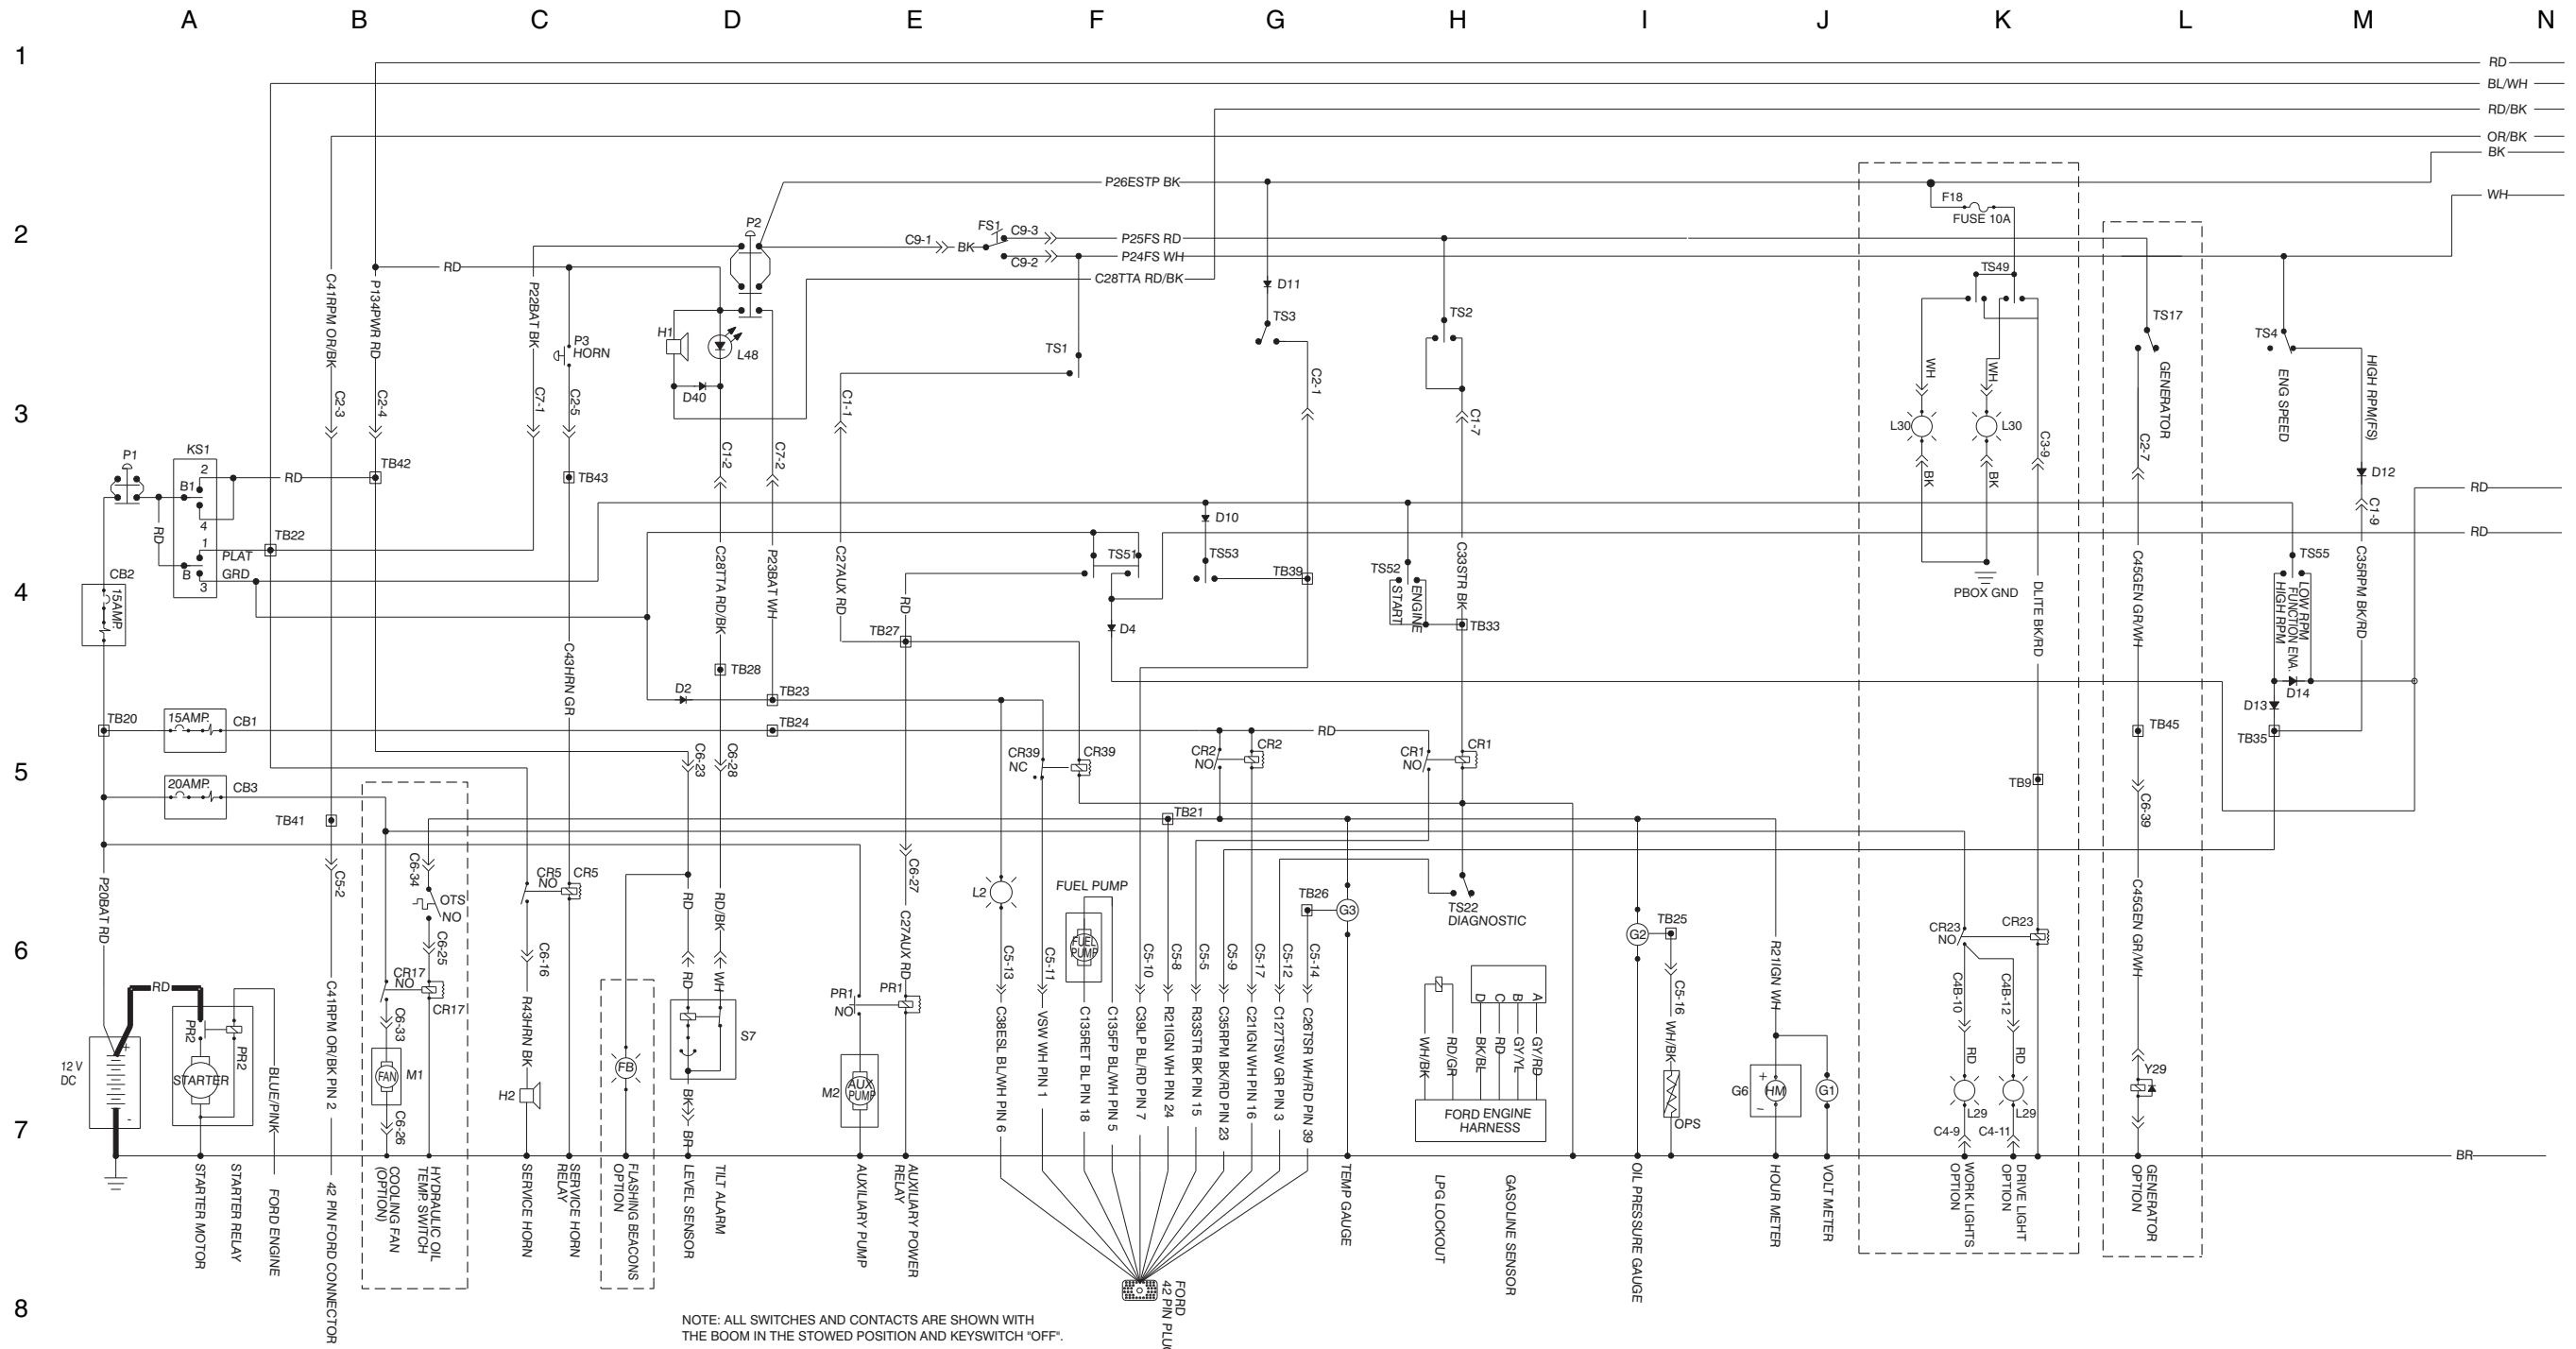 A B C D E F G H I J K L M N
1
RD
BL/WH
RD/BK
OR/BK
BK
P26ESTP BK
WH
F18
FUSE 10A
2
P2
FS1
C9-1
BK
C9-3
P25FS RD
C9-2
P24FS WH
C28TTA RD/BK
RD
C41RPM OR/BK
P134PWR RD
P22BAT BK
D11
TS49
H1
L48
P3
HORN
TS1
TS3
TS2
TS17
TS4
D40
WH
WH
GENERATOR
ENG SPEED
HIGH RPM(FS)
3
C2-3
C2-4
C7-1
C2-5
C1-1
C2-1
C1-7
L30
L30
C3-9
C2-7
P1
KS1
2
B1
4
1
B
3
RD
RD
PLAT
GRD
TB42
TB43
TB22
C1-2
C7-2
BK
BK
D12
C1-9
RD
RD
D10
TS51
TS53
TB39
TS52
START
ENGINE
TB33
C33STR BK
PBOX GND
TS55
HIGH RPM
FUNCTION ENA.
LOW RPM
C35RPM BK/RD
4
CB2
15AMP.
C43HRN GR
C28TTA RD/BK
P23BAT WH
C27AUX RD
RD
TB27
D4
DLITE BK/RD
C45GEN GR/WH
TB28
D2
TB23
D14
D13
TB20
15AMP.
CB1
TB24
RD
TB45
TB35
5
C6-23
C6-28
CR39
NC
CR39
CR2
NO
CR2
CR1
NO
CR1
20AMP.
CB3
TB41
TB21
TB9
C6-39
C5-2
C6-34
OTS
NO
CR5
NO
CR5
C6-27
L2
FUEL PUMP
TB26
G3
TS22
DIAGNOSTIC
G2
TB25
P20BAT RD
RD
RD/BK
C27AUX RD
C45GEN GR/WH
6
C6-25
C6-16
C5-13
C5-11
FUEL
PUMP
C5-10
C5-8
C5-5
C5-9
C5-17
C5-12
C5-14
C5-16
R21IGN WH
CR23
NO
CR23
C4B-10
C4B-12
RD
CR17
NO
CR17
C6-33
RD
WH
S7
PR1
NO
PR1
D C B A
PR2
PR2
STARTER
12 V
DC
+
-
BLUE/PINK
C41RPM OR/BK PIN 2
FAN
M1
C6-26
R43HRN BK
H2
FB
BK
BR
M2
AUX
PUMP
C38ESL BL/WH PIN 6
VSW WH PIN 1
C135RET BL PIN 18
C135FP BL/WH PIN 5
C39LP BL/RD PIN 7
R21IGN WH PIN 24
R33STR BK PIN 15
C35RPM BK/RD PIN 23
C21IGN WH PIN 16
C127TSW GR PIN 3
C26TSR WH/RD PIN 39
WH/BK
RD/GR
BK/BL
RD
GY/YL
GY/RD
FORD ENGINE
HARNESS
WH/BK
OPS
G6
+
HM
–
G1
RD
RD
L29
L29
C4-9
C4-11
Y29
7
BR
STARTER MOTOR
STARTER RELAY
FORD ENGINE
42 PIN FORD CONNECTOR
COOLING FAN
(OPTION)
HYDRAULIC OIL
TEMP. SWITCH
SERVICE HORN
SERVICE HORN
RELAY
FLASHING BEACONS
OPTION
LEVEL SENSOR
TILT ALARM
AUXILIARY PUMP
AUXILIARY POWER
RELAY
TEMP GAUGE
LPG LOCKOUT
GASOLINE SENSOR
OIL PRESSURE GAUGE
HOUR METER
VOLT METER
WORK LIGHTS
OPTION
DRIVE LIGHT
OPTION
GENERATOR
OPTION
8
FORD
42 PIN PLUG
NOTE: ALL SWITCHES AND CONTACTS ARE SHOWN WITH
THE BOOM IN THE STOWED POSITION AND KEYSWITCH "OFF".